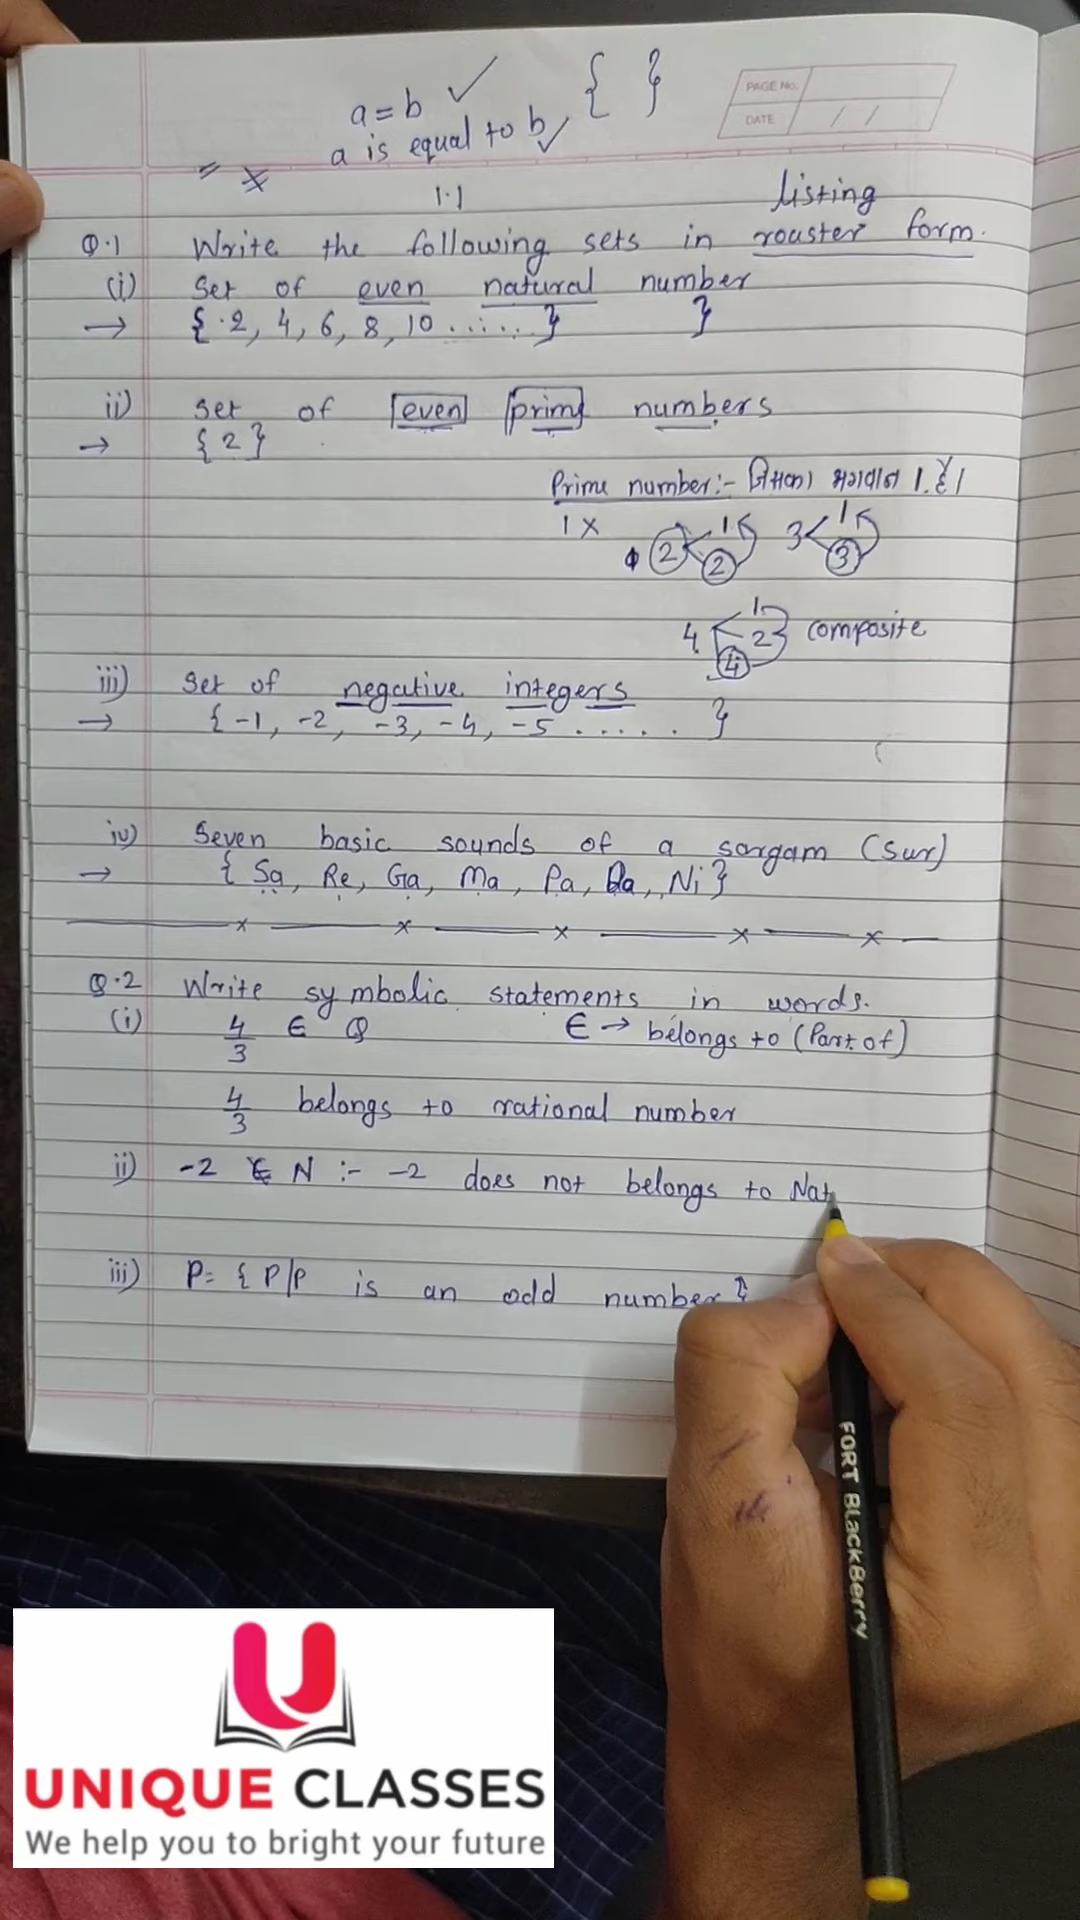 a = b ✓ { }
a is equal to b ✓
PAGE No.
DATE / /
= ≠
1.1
listing
Q.1 Write the following sets in rouster form.
(i) Set of even natural number
→ { 2, 4, 6, 8, 10 ...... } }
ii) Set of even prime numbers
→ { 2 }
Prime number:-
1 X 2 < 1 2 3 < 1 3
4 < 1 2 4 composite
iii) Set of negative integers
→ { -1, -2, -3, -4, -5 ..... }
iv) Seven basic sounds of a sargam (Sur)
→ { Sa, Re, Ga, Ma, Pa, Da, Ni }
Q.2 Write symbolic statements in words.
(i) 4/3 ∈ Q ∈ → belongs to (Part of)
4/3 belongs to rational number
ii) -2 ∉ N :- -2 does not belongs to Nat
iii) P = { P/P is an odd number }
FORT BlackBerry
UNIQUE CLASSES
We help you to bright your future